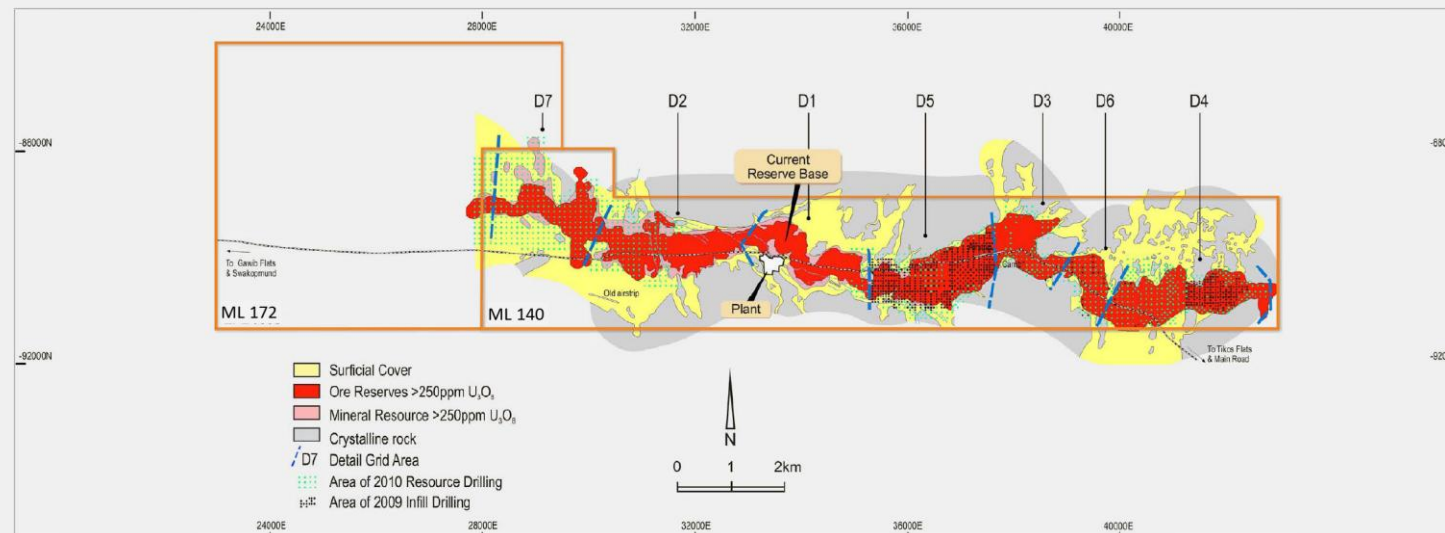 24000E 28000E 32000E 36000E 40000E
D7 D2 D1 D5 D3 D6 D4
-88000N
Current
Reserve Base
To Gawib Flats
& Swakopmund
Old airstrip
Plant
ML 172 ML 140
To Tikos Flats
& Main Road
-92000N
Surficial Cover
Ore Reserves >250ppm U₃O₈
Mineral Resource >250ppm U₃O₈
Crystalline rock
D7 Detail Grid Area
Area of 2010 Resource Drilling
Area of 2009 Infill Drilling
N
0 1 2km
24000E 28000E 32000E 36000E 40000E